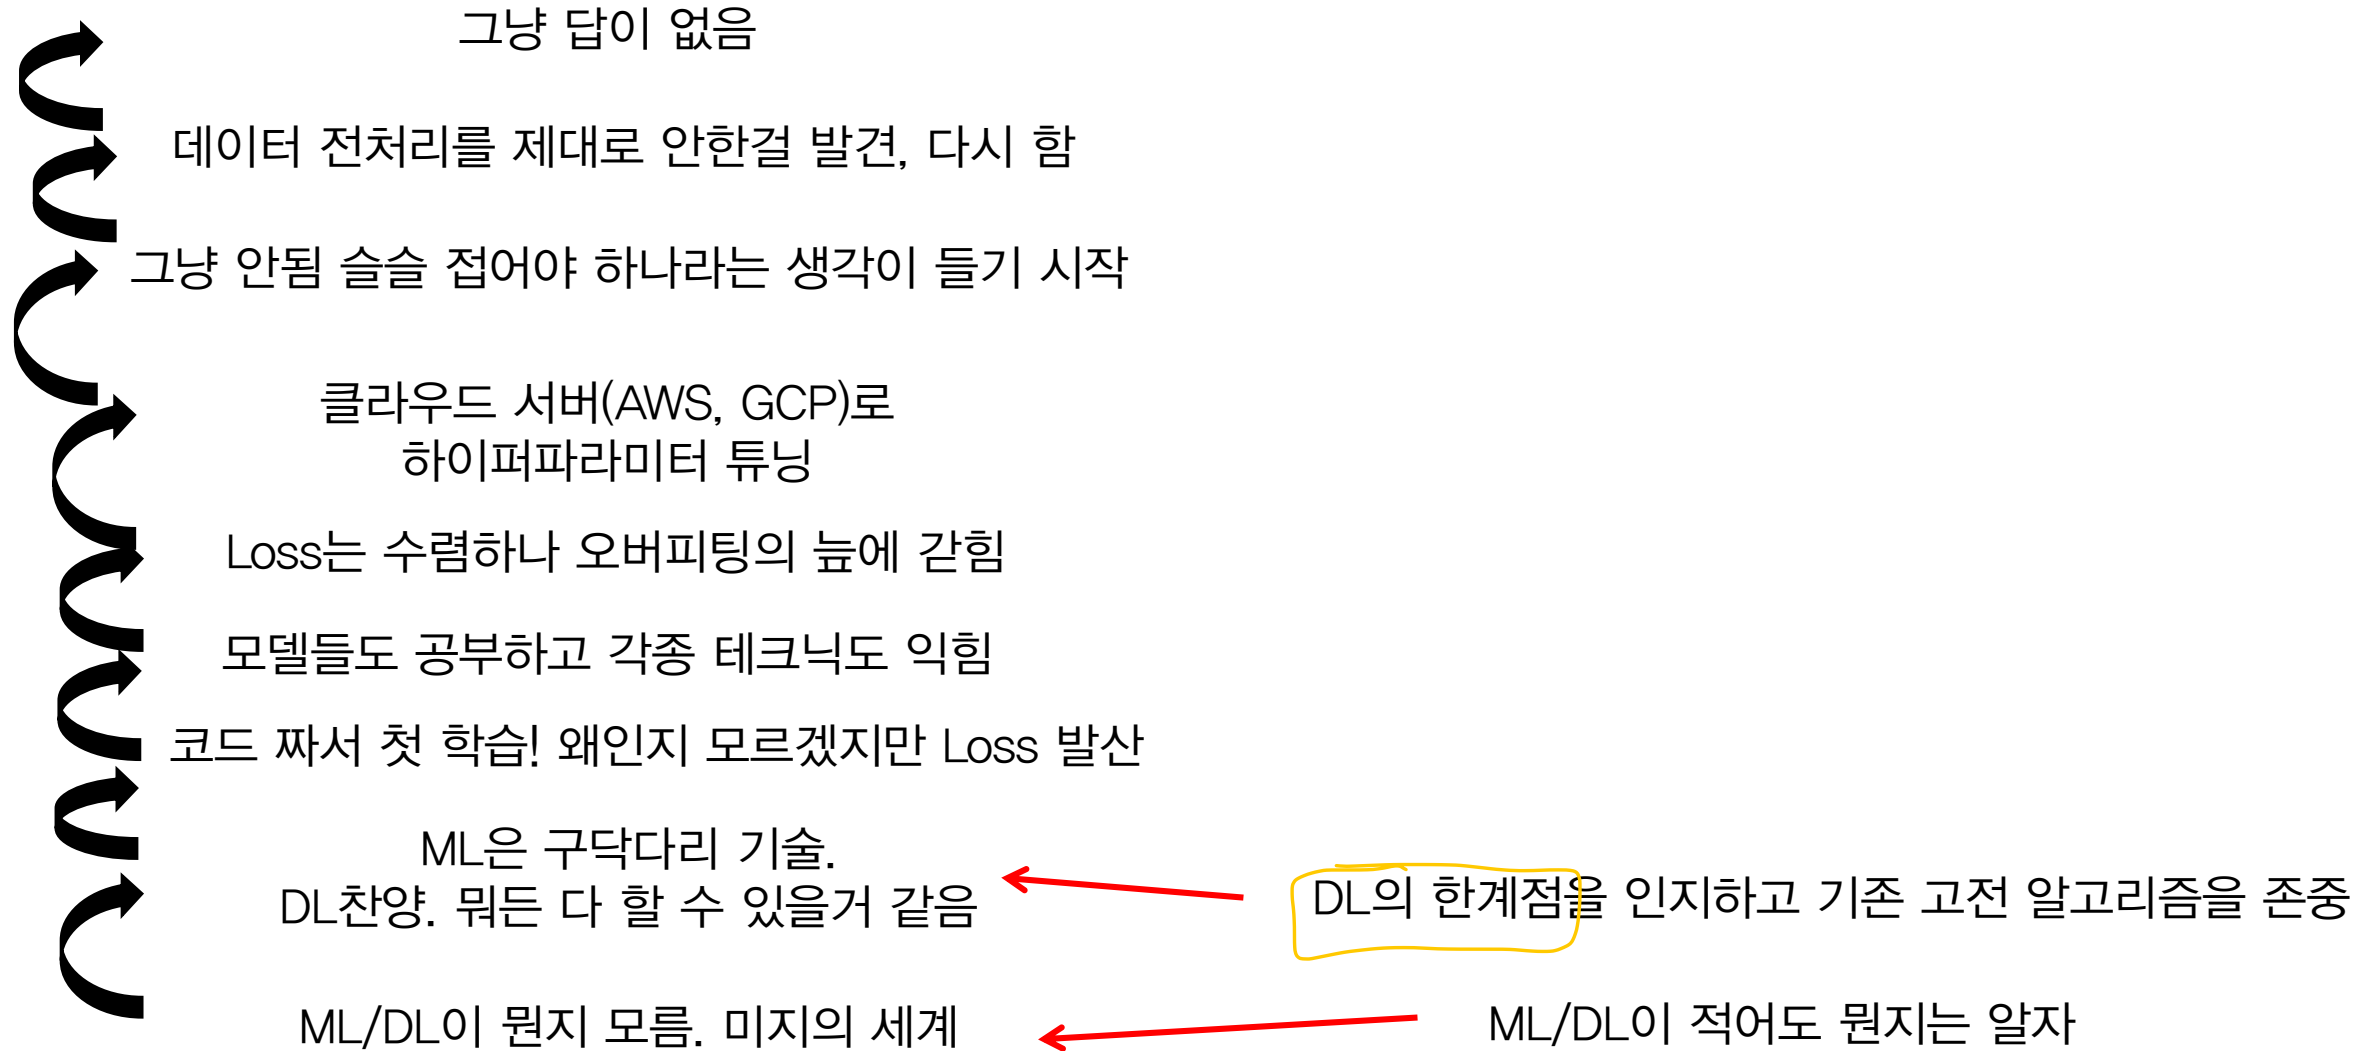 그냥 답이 없음
데이터 전처리를 제대로 안한걸 발견, 다시 함
그냥 안됨 슬슬 접어야 하나라는 생각이 들기 시작
클라우드 서버(AWS, GCP)로
하이퍼파라미터 튜닝
Loss는 수렴하나 오버피팅의 늪에 갇힘
모델들도 공부하고 각종 테크닉도 익힘
코드 짜서 첫 학습! 왜인지 모르겠지만 Loss 발산
ML은 구닥다리 기술.
DL찬양. 뭐든 다 할 수 있을거 같음
DL의 한계점을 인지하고 기존 고전 알고리즘을 존중
ML/DL이 뭔지 모름. 미지의 세계
ML/DL이 적어도 뭔지는 알자